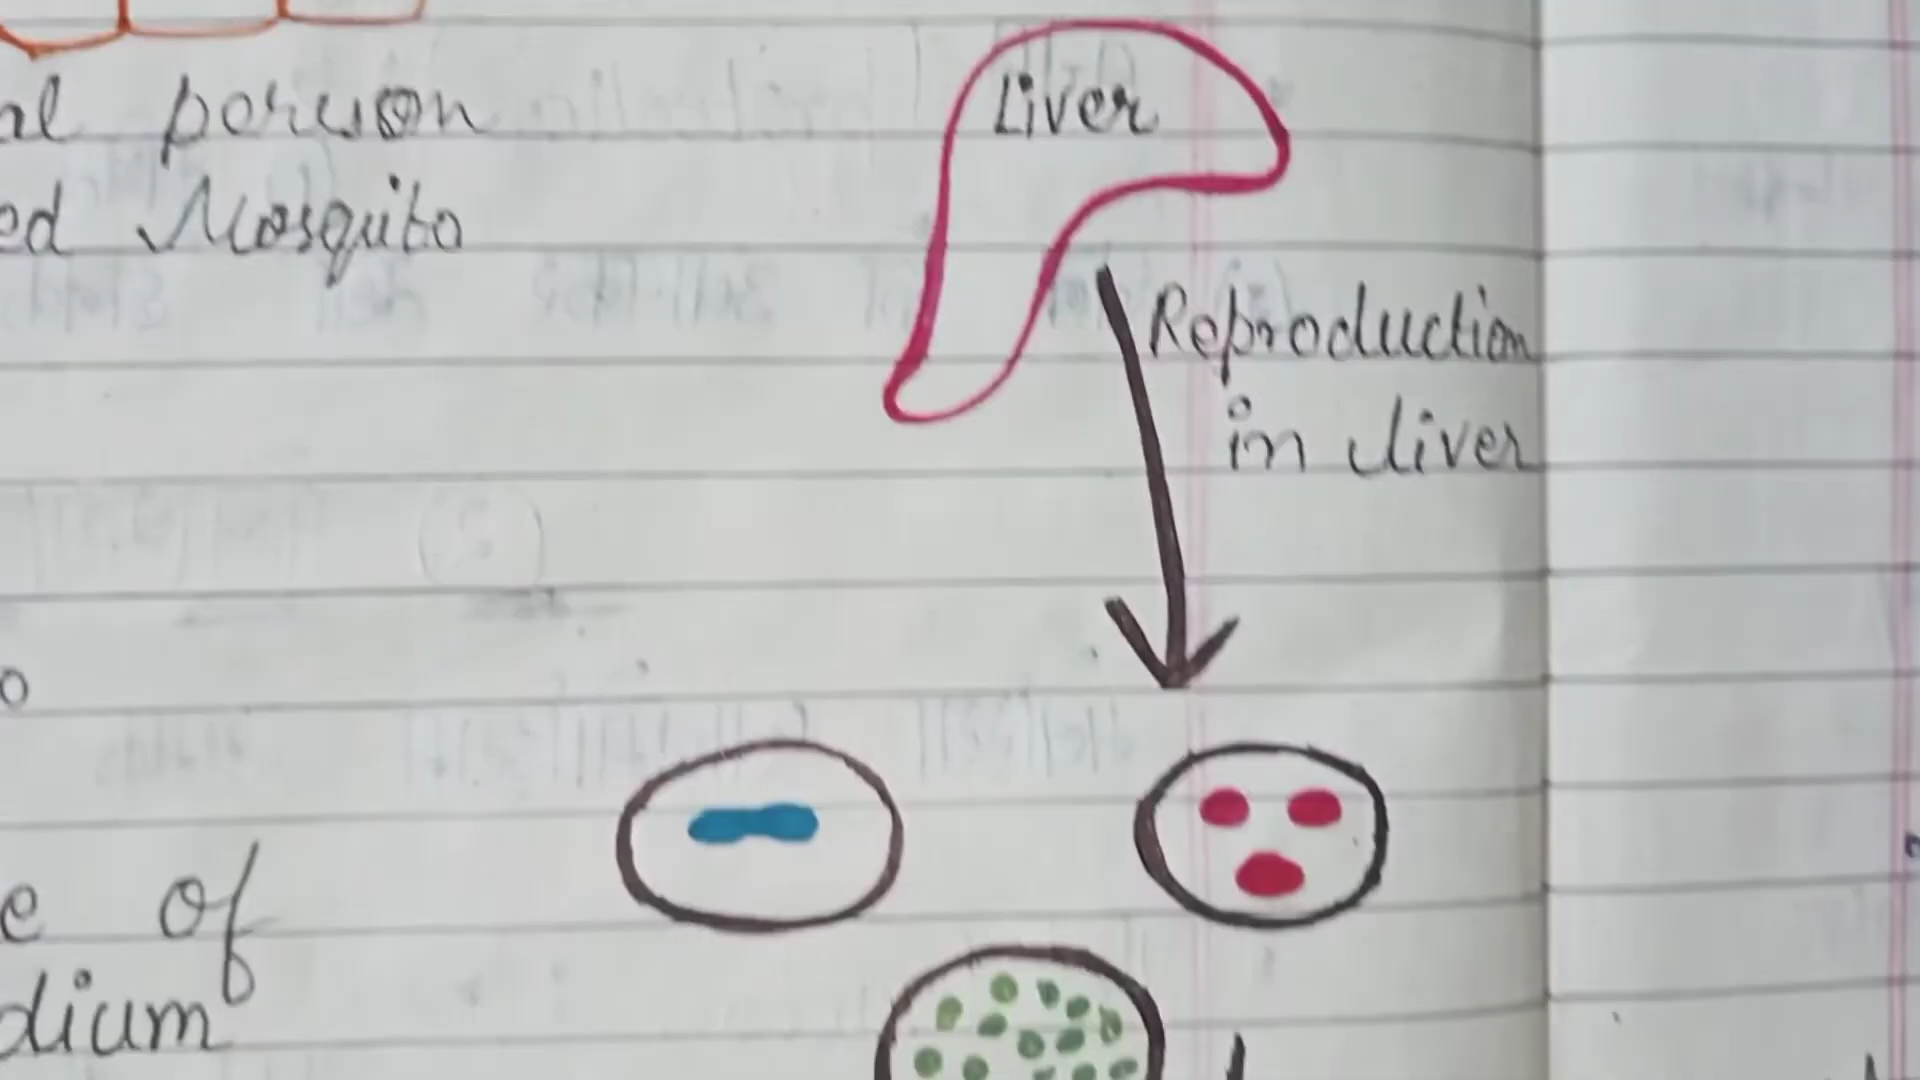 Liver
al person
ed Mosquito
Reproduction
in liver
e of
dium